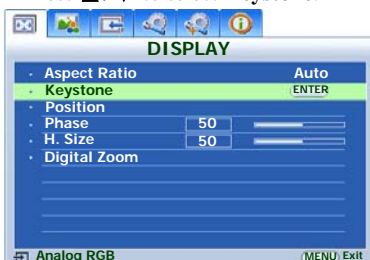 DISPLAY
Aspect Ratio Auto
Keystone ENTER
Position
Phase 50
H. Size 50
Digital Zoom
Analog RGB MENU Exit